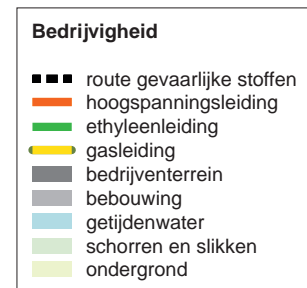 Bedrijvigheid
route gevaarlijke stoffen
hoogspanningsleiding
ethyleenleiding
gasleiding
bedrijventerrein
bebouwing
getijdenwater
schorren en slikken
ondergrond